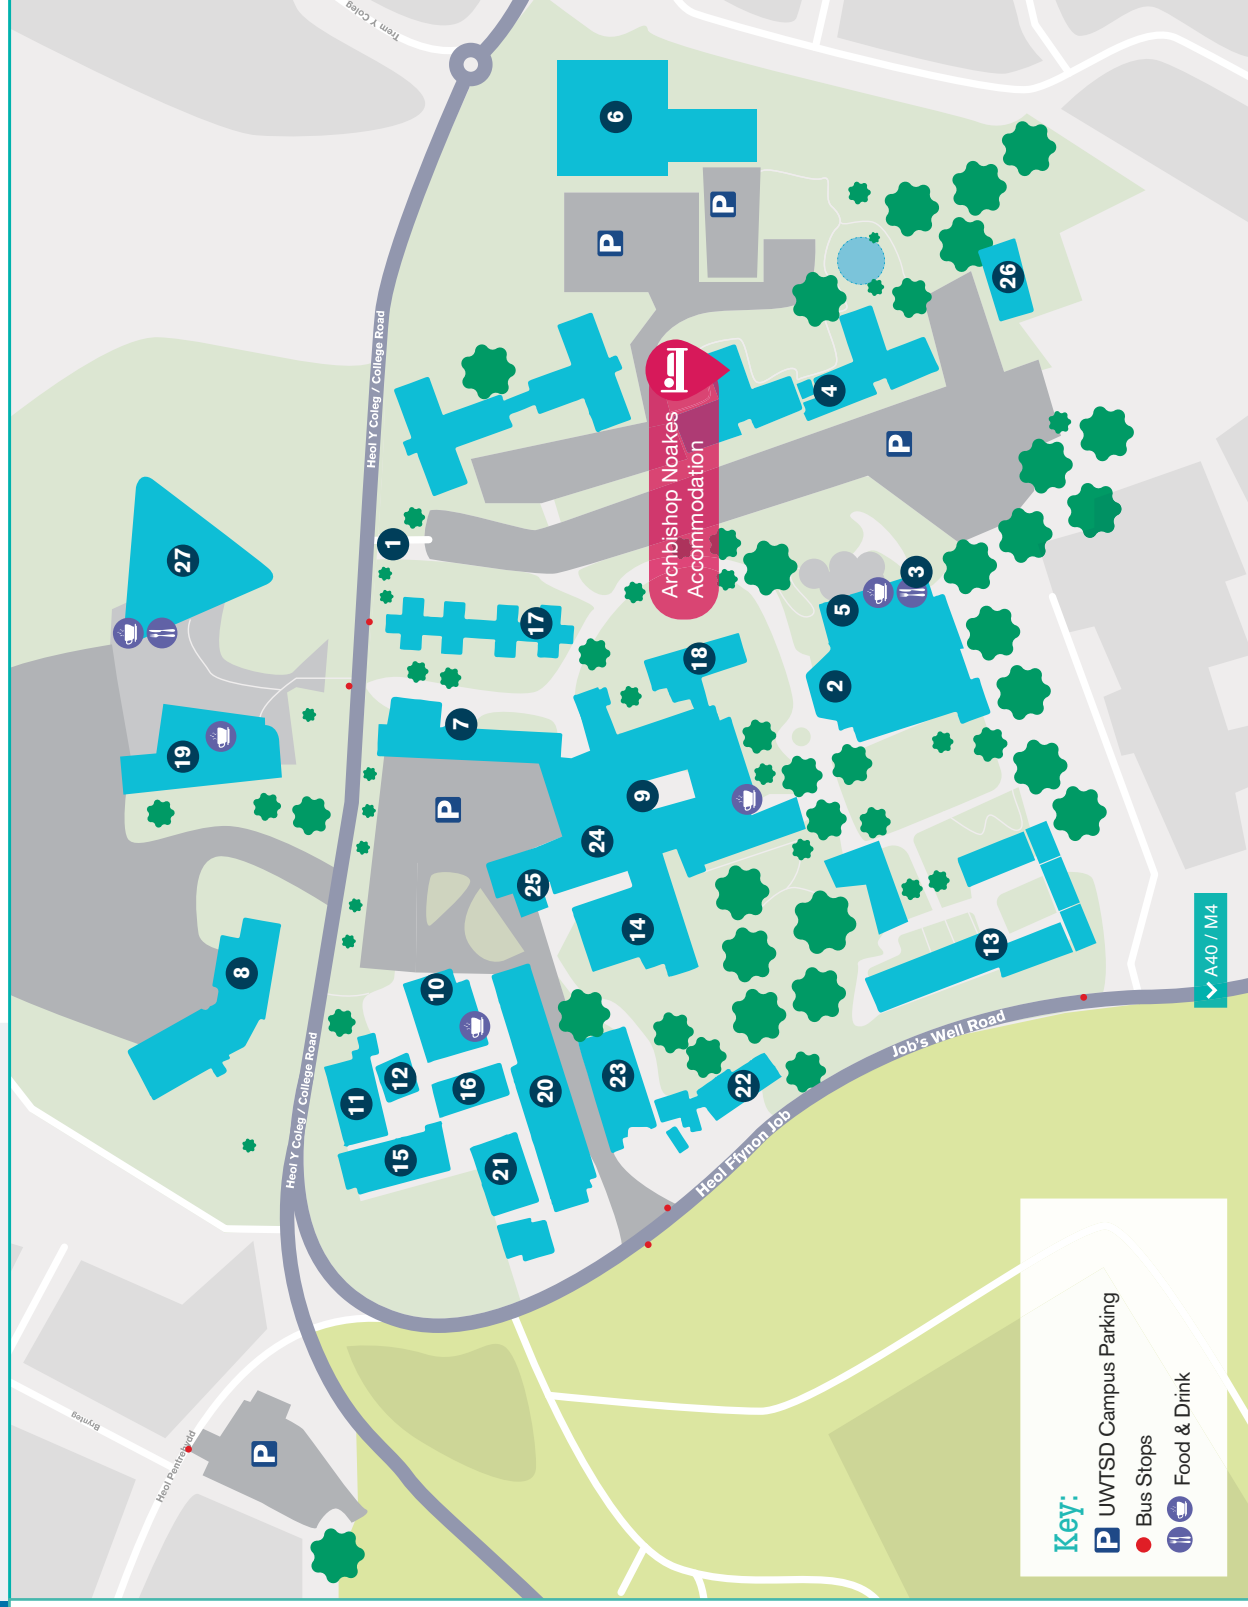 Brynteg
Heol
Trem Y Coleg
27
19
8
P
Heol Y Coleg / College Road
Heol Y Coleg / College Road
1
11
15
12
10
16
P
7
17
21
20
25
24
23
14
9
18
6
P
P
Archbishop Noakes
Accommodation
22
2
5
4
3
P
26
13
Heol Ffynon Job
Job's Well Road
A40 / M4
Key:
P UWTSD Campus Parking
Bus Stops
Food & Drink